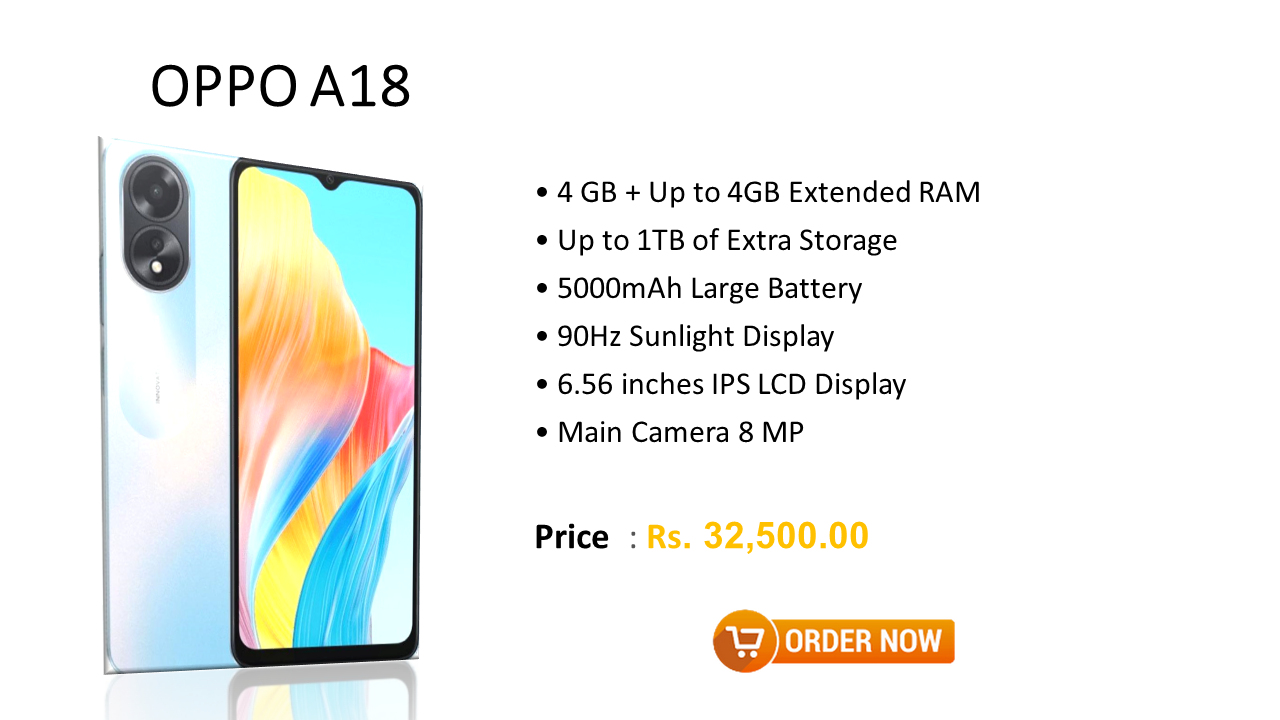 OPPO A18
• 4 GB + Up to 4GB Extended RAM
• Up to 1TB of Extra Storage
• 5000mAh Large Battery
• 90Hz Sunlight Display
• 6.56 inches IPS LCD Display
• Main Camera 8 MP
Price : Rs. 32,500.00
ORDER NOW